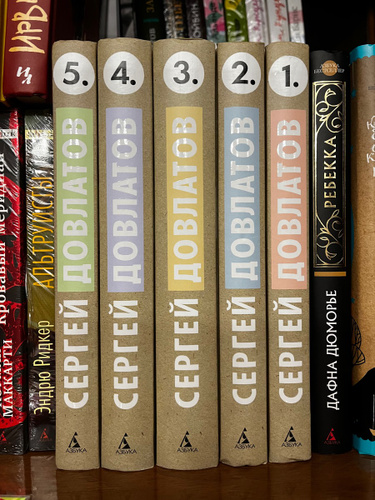 ИРВИ
И
МАККАРТИ
Кровавый меридиан
Эндрю Ридкер
АЛЬТРУИСТЫ
5.
СЕРГЕЙ
ДОВЛАТОВ
АЗБУКА
4.
СЕРГЕЙ
ДОВЛАТОВ
АЗБУКА
3.
СЕРГЕЙ
ДОВЛАТОВ
АЗБУКА
2.
СЕРГЕЙ
ДОВЛАТОВ
АЗБУКА
1.
СЕРГЕЙ
ДОВЛАТОВ
АЗБУКА
ДАФНА ДЮМОРЬЕ
РЕБЕККА